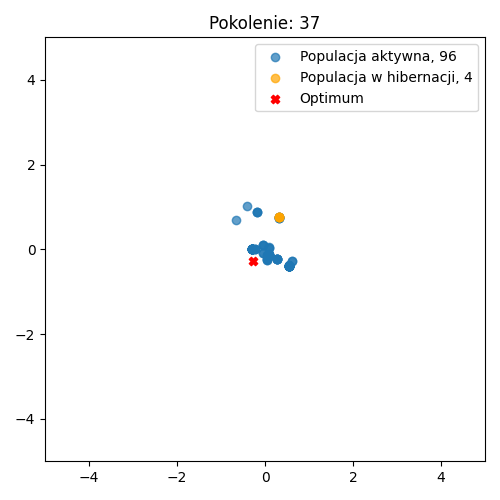 Pokolenie: 37
Populacja aktywna, 96
Populacja w hibernacji, 4
Optimum
4
2
0
−2
−4
−4 −2 0 2 4